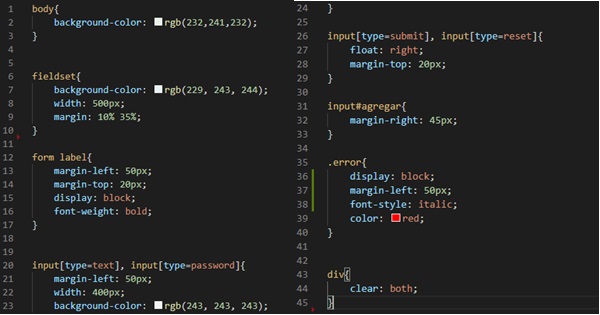 1 body{
2 background-color: rgb(232,241,232);
3 }
4
5
6 fieldset{
7 background-color: rgb(229, 243, 244);
8 width: 500px;
9 margin: 10% 35%;
10 }
11
12 form label{
13 margin-left: 50px;
14 margin-top: 20px;
15 display: block;
16 font-weight: bold;
17 }
18
19
20 input[type=text], input[type=password]{
21 margin-left: 50px;
22 width: 400px;
23 background-color: rgb(243, 243, 243);
24 }
25
26 input[type=submit], input[type=reset]{
27 float: right;
28 margin-top: 20px;
29 }
30
31 input#agregar{
32 margin-right: 45px;
33 }
34
35 .error{
36 display: block;
37 margin-left: 50px;
38 font-style: italic;
39 color: red;
40 }
41
42
43 div{
44 clear: both;
45 }